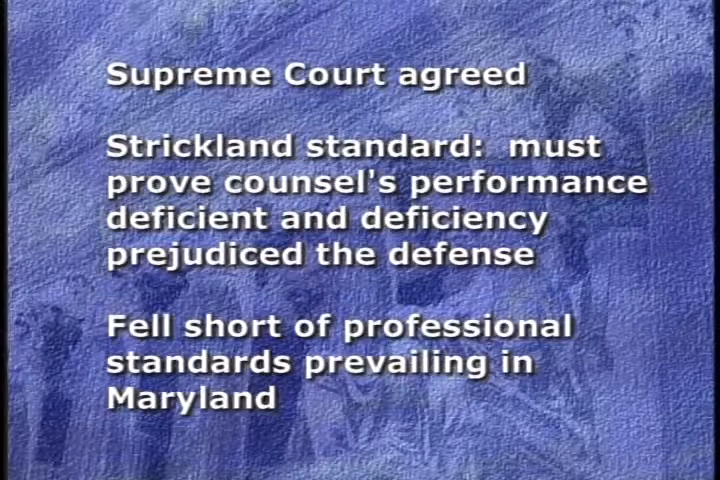 Supreme Court agreed
Strickland standard:  must
prove counsel's performance
deficient and deficiency
prejudiced the defense
Fell short of professional
standards prevailing in
Maryland